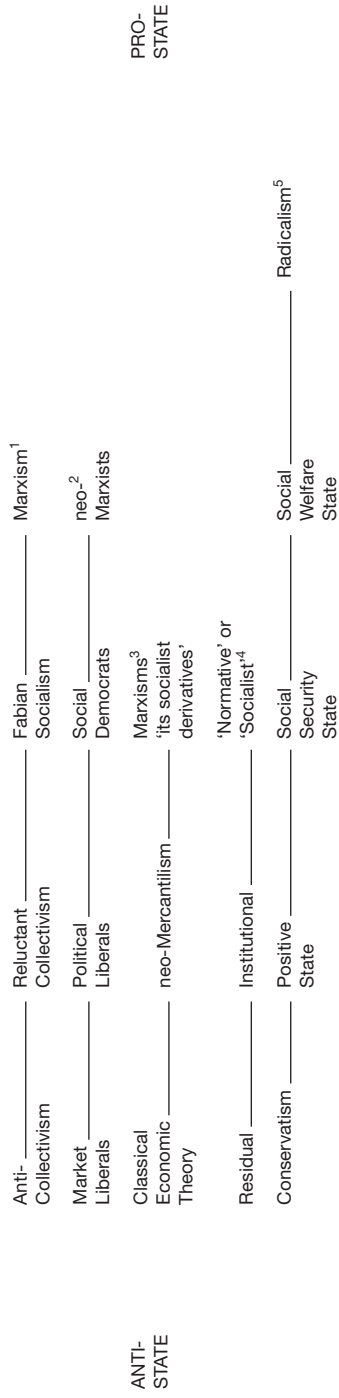 ANTI-
STATE
PRO-
STATE
Anti-
Collectivism
Reluctant
Collectivism
Fabian
Socialism
Marxism¹
Market
Liberals
Political
Liberals
Social
Democrats
neo-²
Marxists
Classical
Economic
Theory
neo-Mercantilism
Marxisms³
'its socialist
derivatives'
Residual
Institutional
'Normative' or
'Socialist'⁴
Conservatism
Positive
State
Social
Security
State
Social
Welfare
State
Radicalism⁵